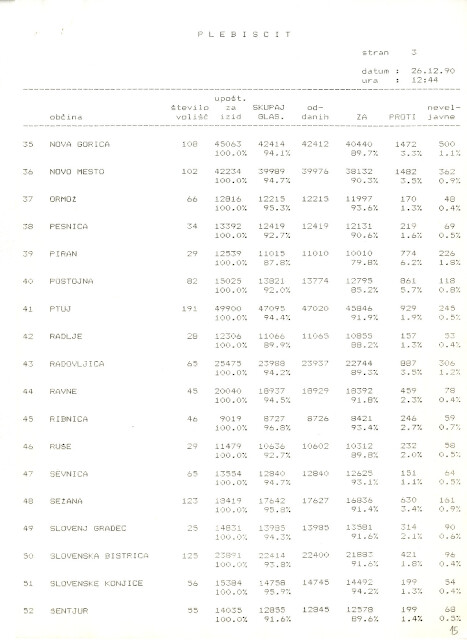 PLEBISCIT
stran 3
datum : 26.12.90
ura : 12:44
upošt.
število za SKUPAJ od- nevel-
občina volišč izid GLAS. danih ZA PROTI javne
35 NOVA GORICA 108 45063 42414 42412 40440 1472 500
100.0% 94.1% 89.7% 3.3% 1.1%
36 NOVO MESTO 102 42234 39989 39976 38132 1482 362
100.0% 94.7% 90.3% 3.5% 0.9%
37 ORMOŽ 66 12816 12215 12215 11997 170 48
100.0% 95.3% 93.6% 1.3% 0.4%
38 PESNICA 34 13392 12419 12419 12131 219 69
100.0% 92.7% 90.6% 1.6% 0.5%
39 PIRAN 29 12539 11015 11010 10010 774 226
100.0% 87.8% 79.8% 6.2% 1.8%
40 POSTOJNA 82 15025 13821 13774 12795 861 118
100.0% 92.0% 85.2% 5.7% 0.8%
41 PTUJ 191 49900 47095 47020 45846 929 245
100.0% 94.4% 91.9% 1.9% 0.5%
42 RADLJE 28 12306 11066 11065 10855 157 53
100.0% 89.9% 88.2% 1.3% 0.4%
43 RADOVLJICA 65 25475 23988 23937 22744 887 306
100.0% 94.2% 89.3% 3.5% 1.2%
44 RAVNE 45 20040 18937 18929 18392 459 78
100.0% 94.5% 91.8% 2.3% 0.4%
45 RIBNICA 46 9019 8727 8726 8421 246 59
100.0% 96.8% 93.4% 2.7% 0.7%
46 RUŠE 29 11479 10636 10602 10312 232 58
100.0% 92.7% 89.8% 2.0% 0.5%
47 SEVNICA 65 13554 12840 12840 12625 151 64
100.0% 94.7% 93.1% 1.1% 0.5%
48 SEŽANA 123 18419 17642 17627 16836 630 161
100.0% 95.8% 91.4% 3.4% 0.9%
49 SLOVENJ GRADEC 25 14831 13985 13985 13581 314 90
100.0% 94.3% 91.6% 2.1% 0.6%
50 SLOVENSKA BISTRICA 125 23891 22414 22400 21883 421 96
100.0% 93.8% 91.6% 1.8% 0.4%
51 SLOVENSKE KONJICE 56 15384 14758 14745 14492 199 54
100.0% 95.9% 94.2% 1.3% 0.4%
52 ŠENTJUR 55 14035 12855 12845 12578 199 68
100.0% 91.6% 89.6% 1.4% 0.5%
15